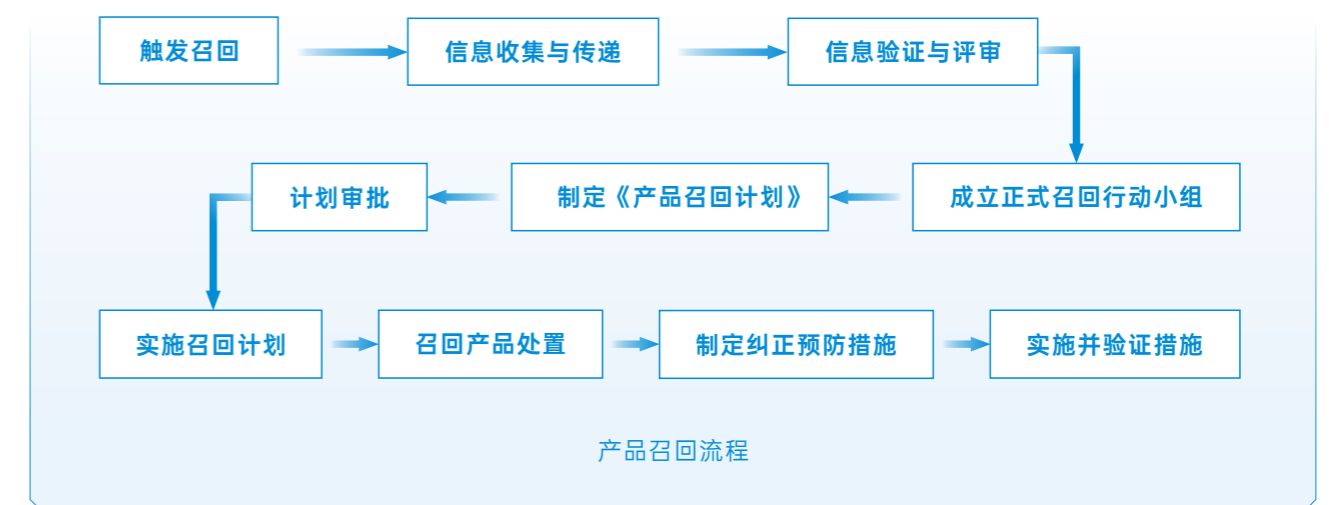 触发召回
信息收集与传递
信息验证与评审
成立正式召回行动小组
制定《产品召回计划》
计划审批
实施召回计划
召回产品处置
制定纠正预防措施
实施并验证措施
产品召回流程